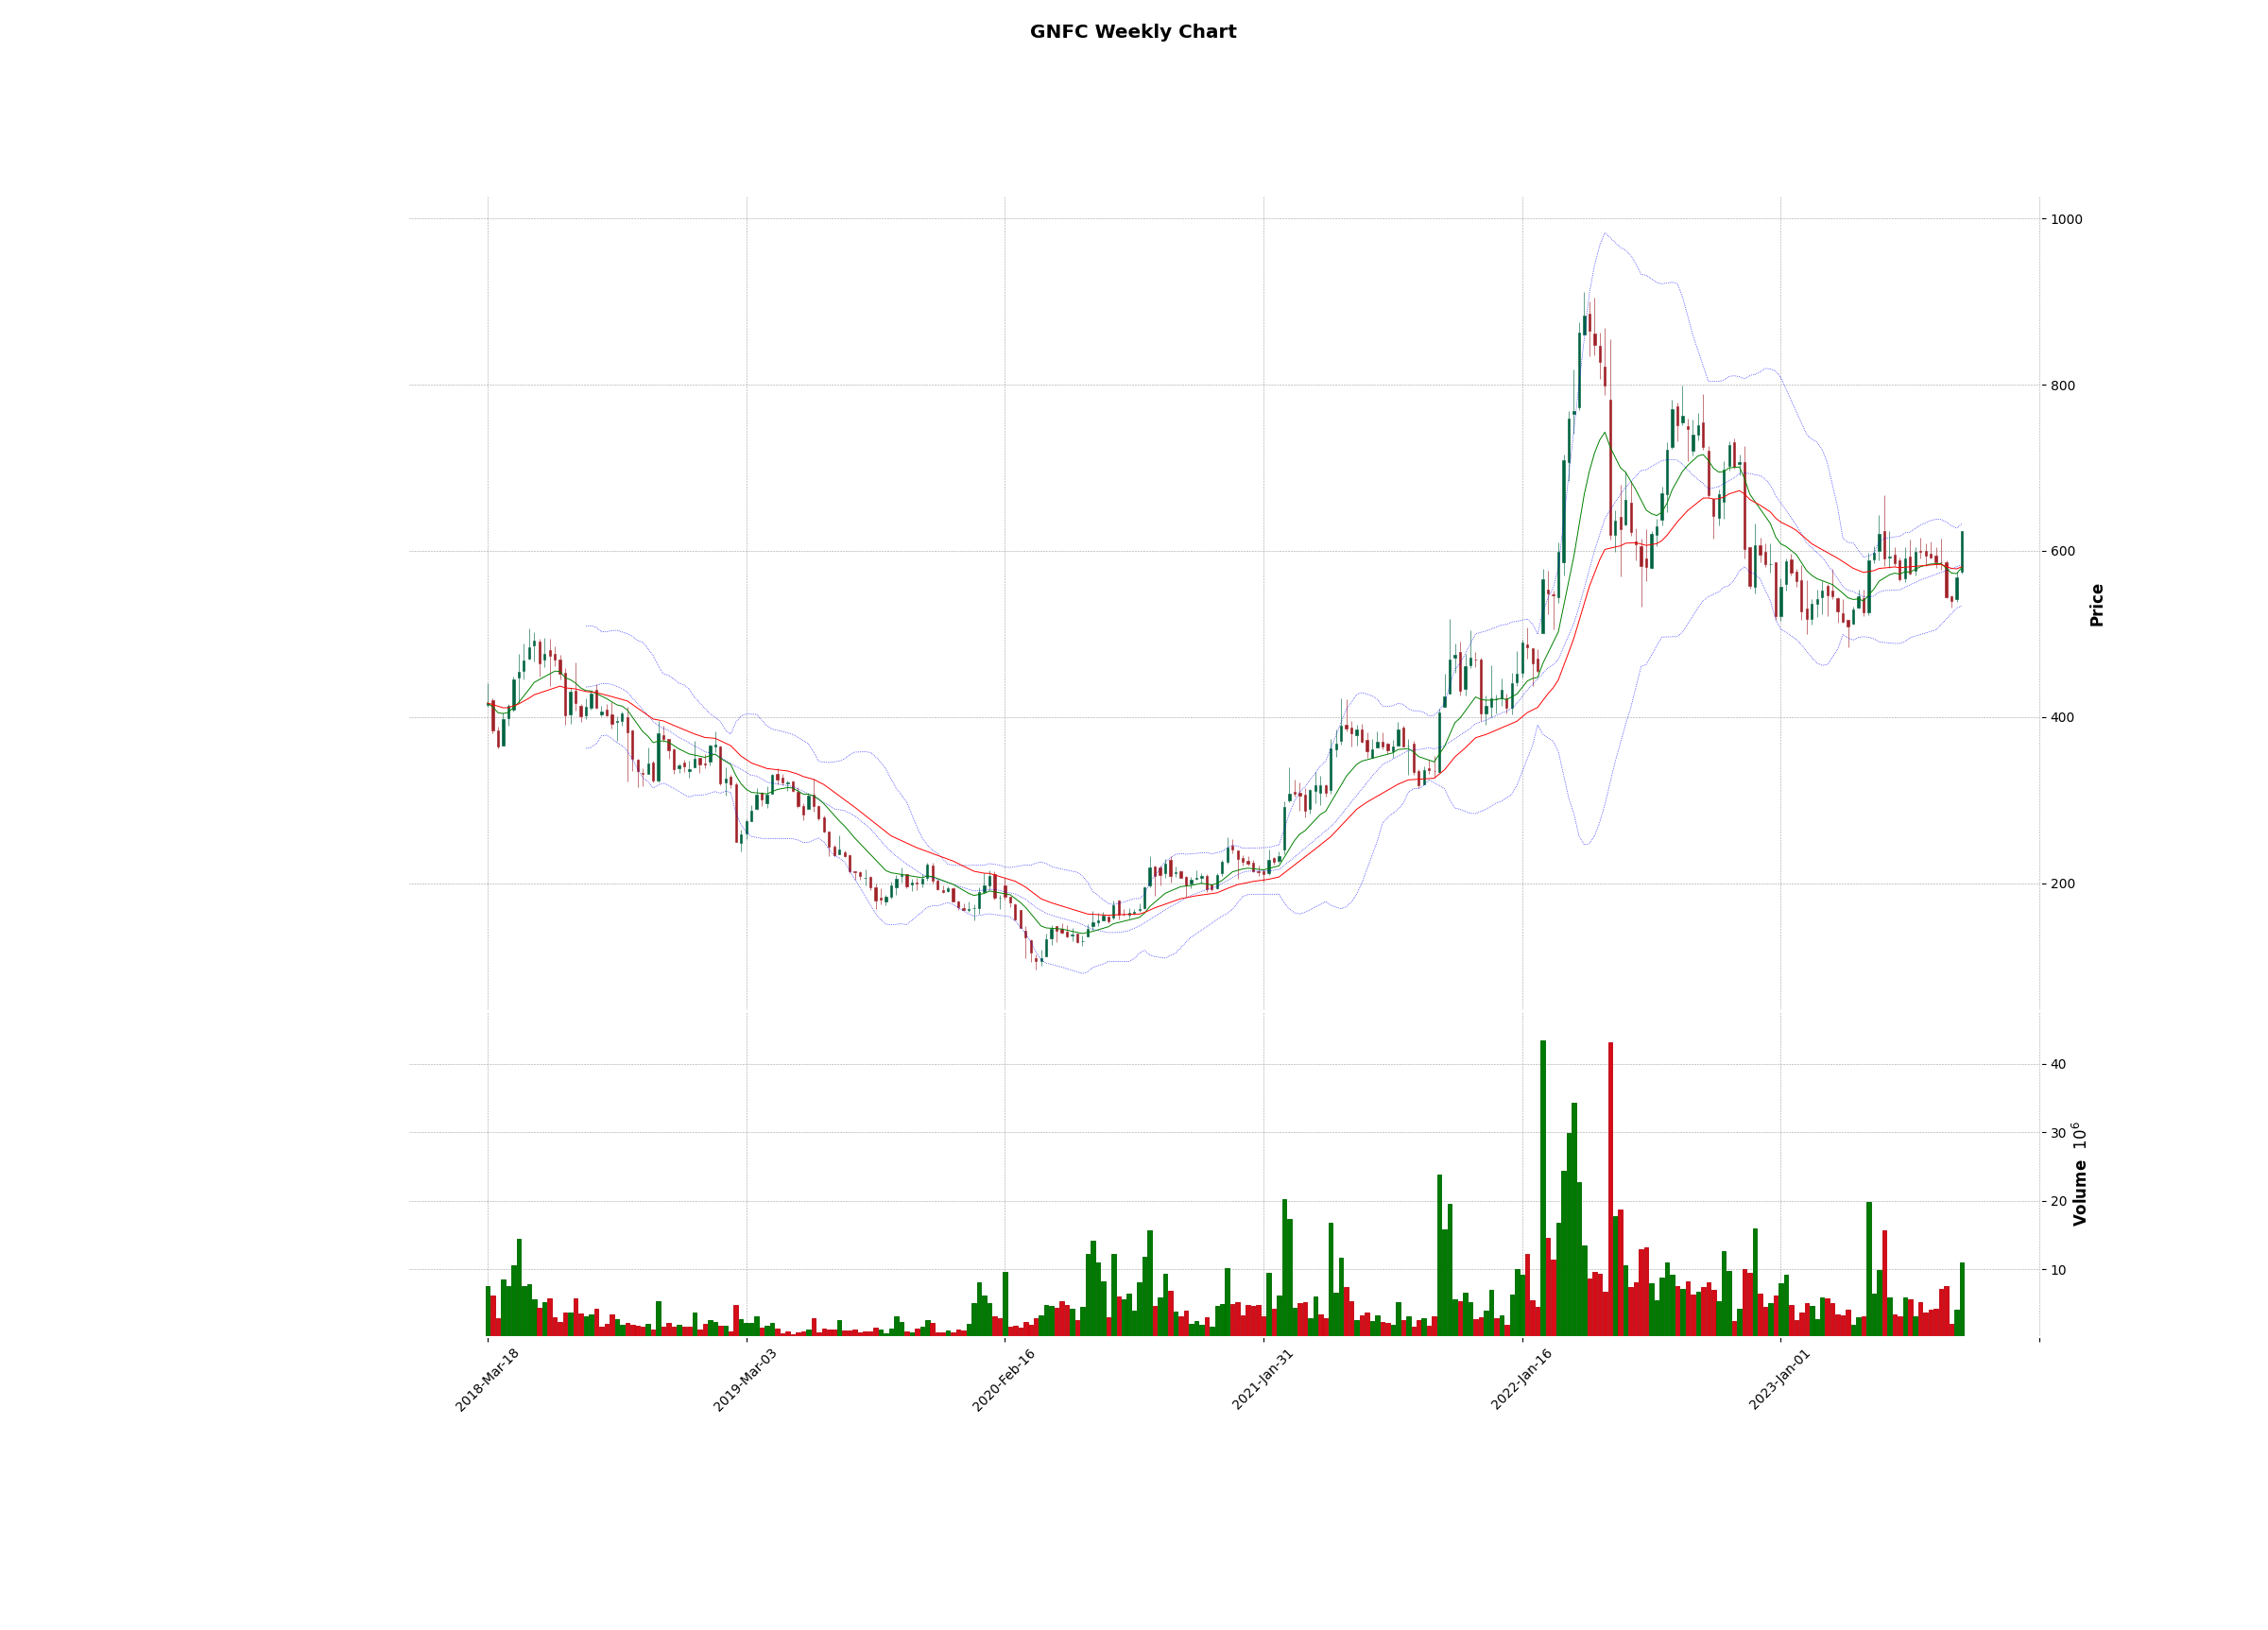 GNFC Weekly Chart
1000
800
600
400
200
Price
40
30
20
10
Volume 10^6
2018-Mar-18
2019-Mar-03
2020-Feb-16
2021-Jan-31
2022-Jan-16
2023-Jan-01